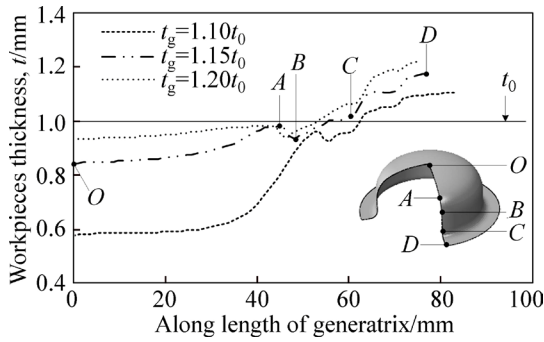 Workpieces thickness, t/mm
1.4
1.2
1.0
0.8
0.6
0.4
t_g=1.10t_0
t_g=1.15t_0
t_g=1.20t_0
A
B
C
D
t_0
O
O
A
B
C
D
0
20
40
60
80
100
Along length of generatrix/mm